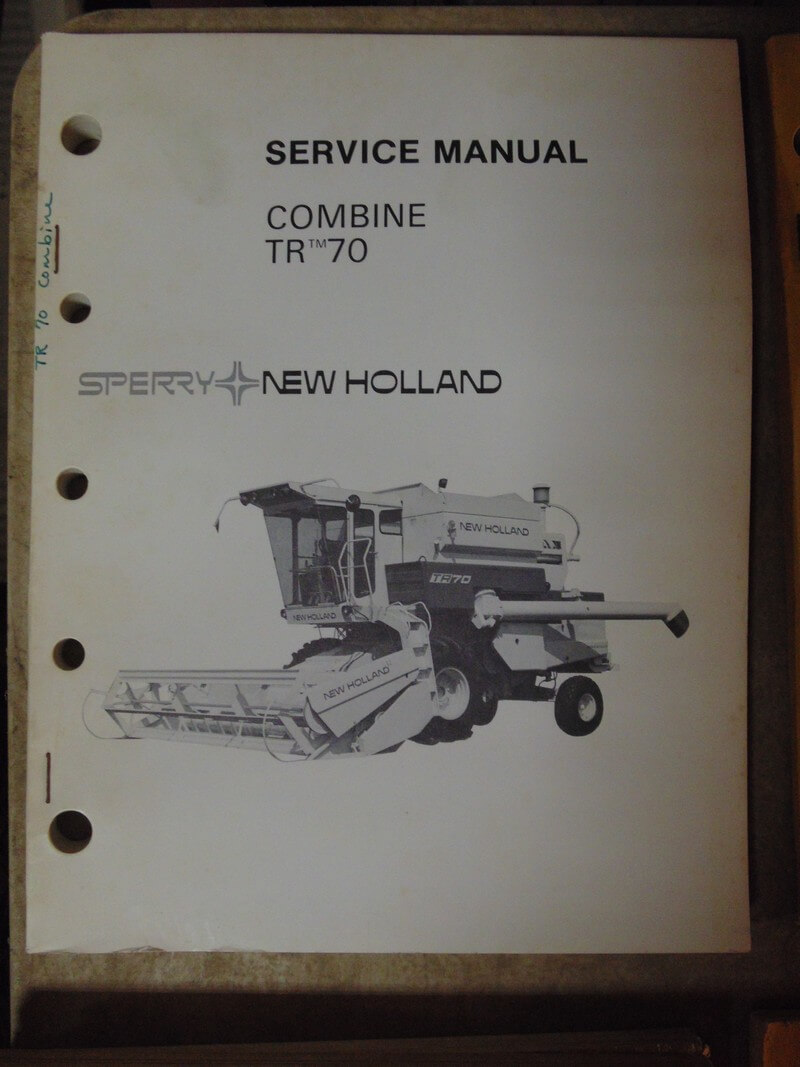 SERVICE MANUAL
COMBINE
TR™70
TR 70 Combine
SPERRY NEW HOLLAND
NEW HOLLAND
TR70
NEW HOLLAND
NEW HOLLAND